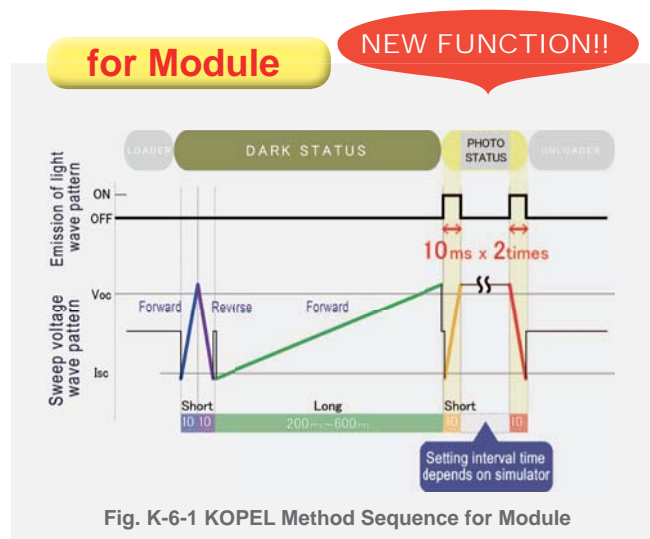 NEW FUNCTION!!
for Module
LOADER
DARK STATUS
PHOTO
STATUS
UNLOADER
Emission of light
wave pattern
ON
OFF
10ms x 2times
Sweep voltage
wave pattern
Voc
Forward
Reverse
Forward
Isc
Short
Long
Short
10
10
200ms~600ms
10
10
Setting interval time
depends on simulator
Fig. K-6-1 KOPEL Method Sequence for Module